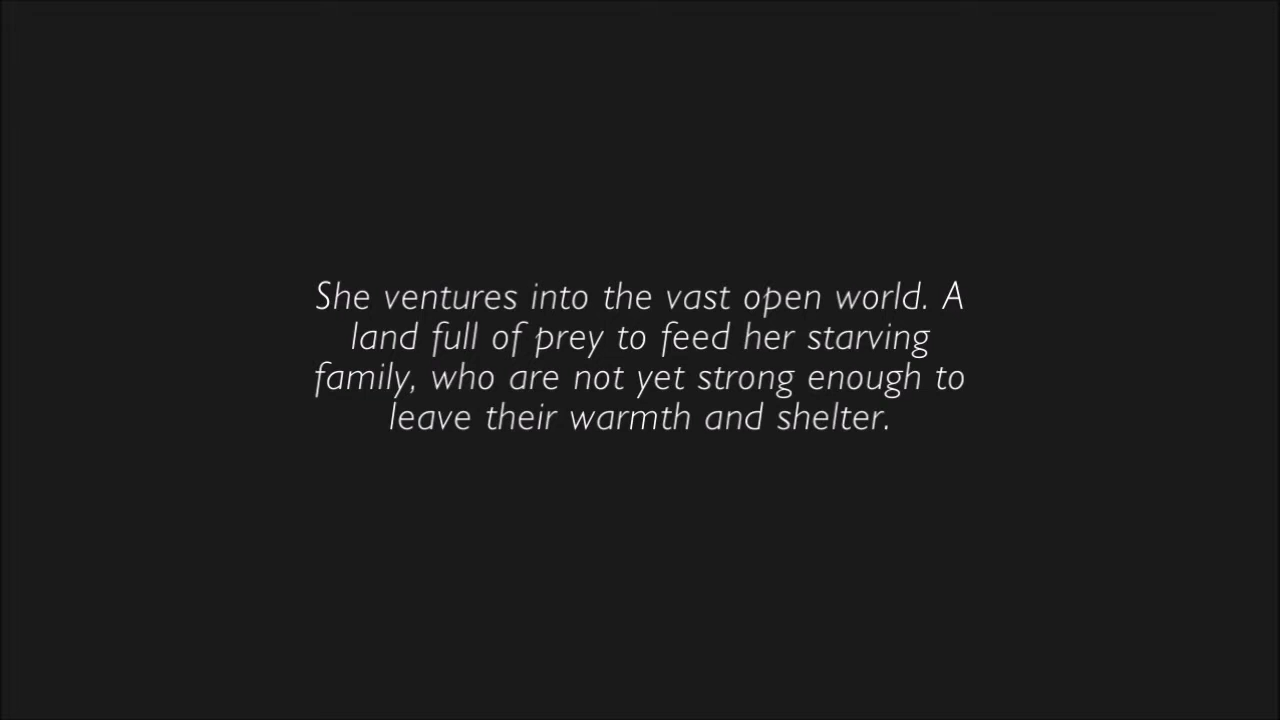 She ventures into the vast open world. A
land full of prey to feed her starving
family, who are not yet strong enough to
leave their warmth and shelter.